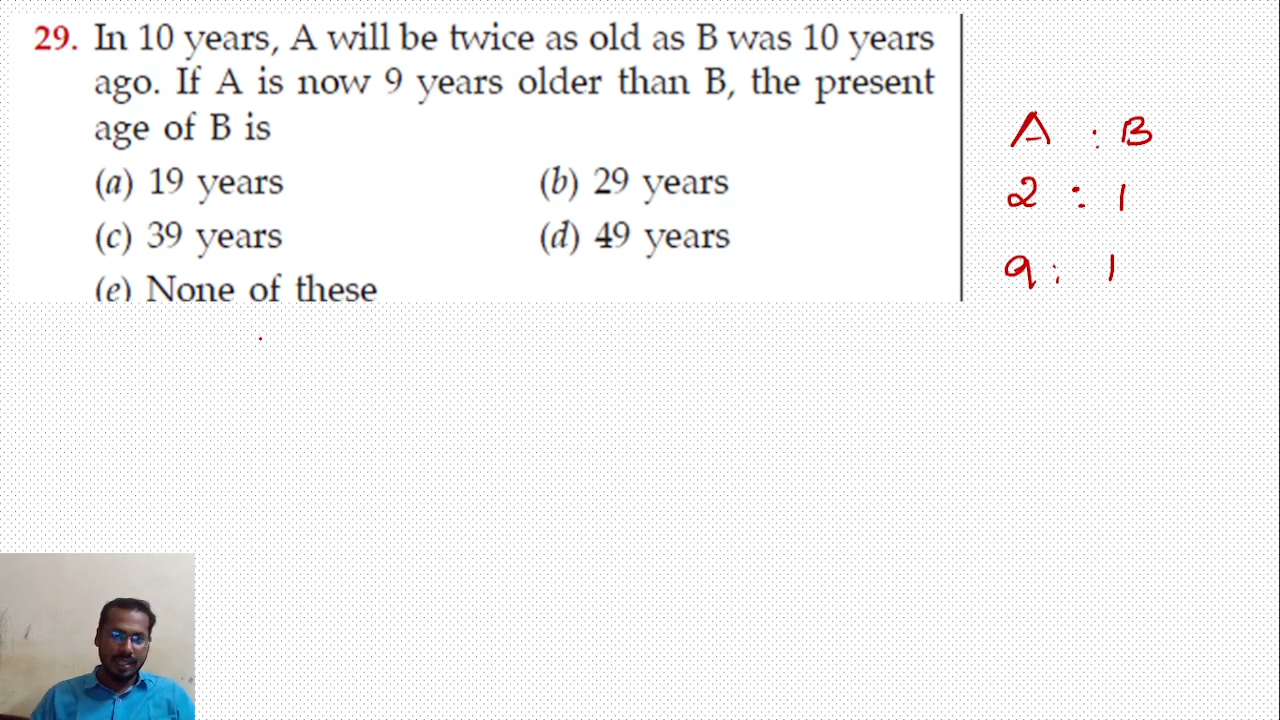 29. In 10 years, A will be twice as old as B was 10 years
ago. If A is now 9 years older than B, the present
age of B is
(a) 19 years (b) 29 years
(c) 39 years (d) 49 years
(e) None of these
A : B
2 : 1
9 : 1